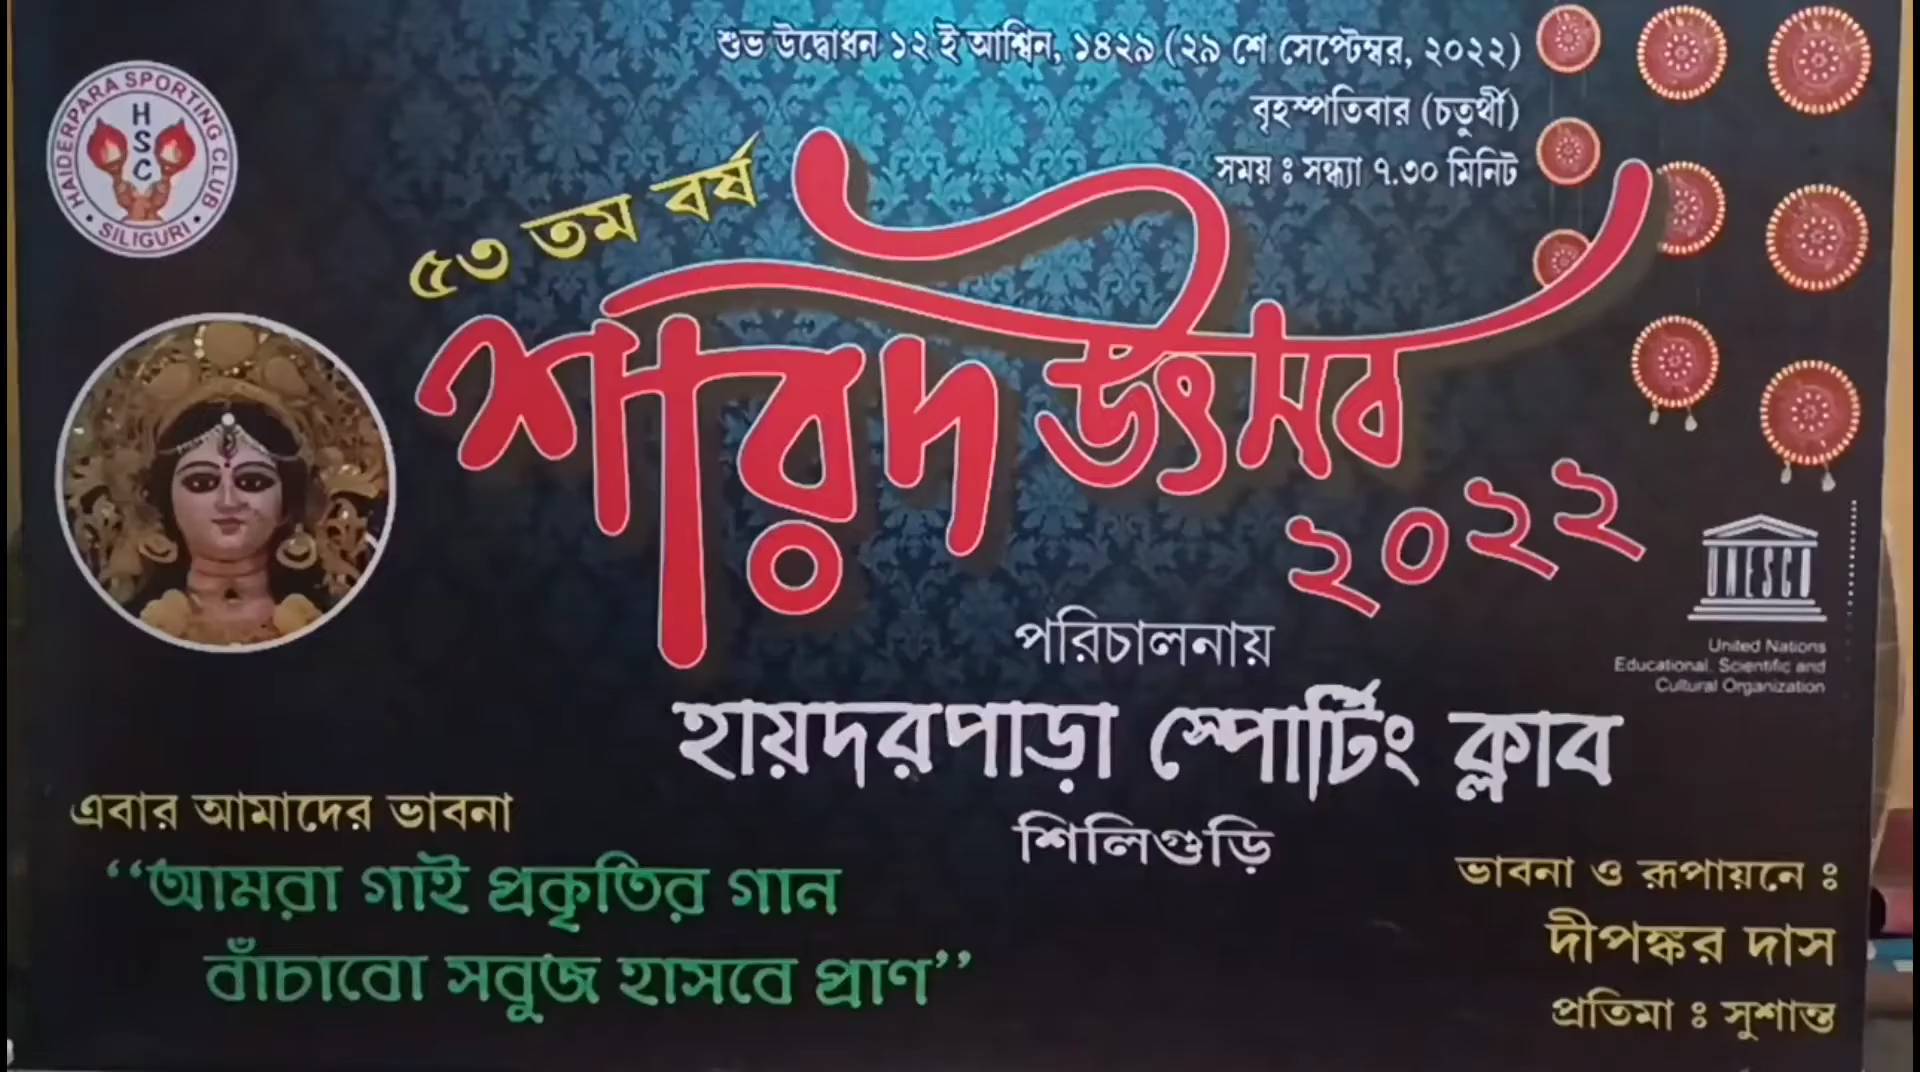 শুভ উদ্বোধন ১২ ই আশ্বিন, ১৪২৯ (২৯ শে সেপ্টেম্বর, ২০২২)
বৃহস্পতিবার (চতুর্থী)
সময় ঃ সন্ধ্যা ৭.৩০ মিনিট
HAIDERPARA SPORTING CLUB
HSC
• SILIGURI •
৫৩ তম বর্ষ
শারদ উৎসব
২০২২
UNESCO
United Nations
Educational, Scientific and
Cultural Organization
পরিচালনায়
হায়দরপাড়া স্পোর্টিং ক্লাব
শিলিগুড়ি
এবার আমাদের ভাবনা
“আমরা গাই প্রকৃতির গান
বাঁচাবো সবুজ হাসবে প্রাণ”
ভাবনা ও রূপায়নে ঃ
দীপঙ্কর দাস
প্রতিমা ঃ সুশান্ত